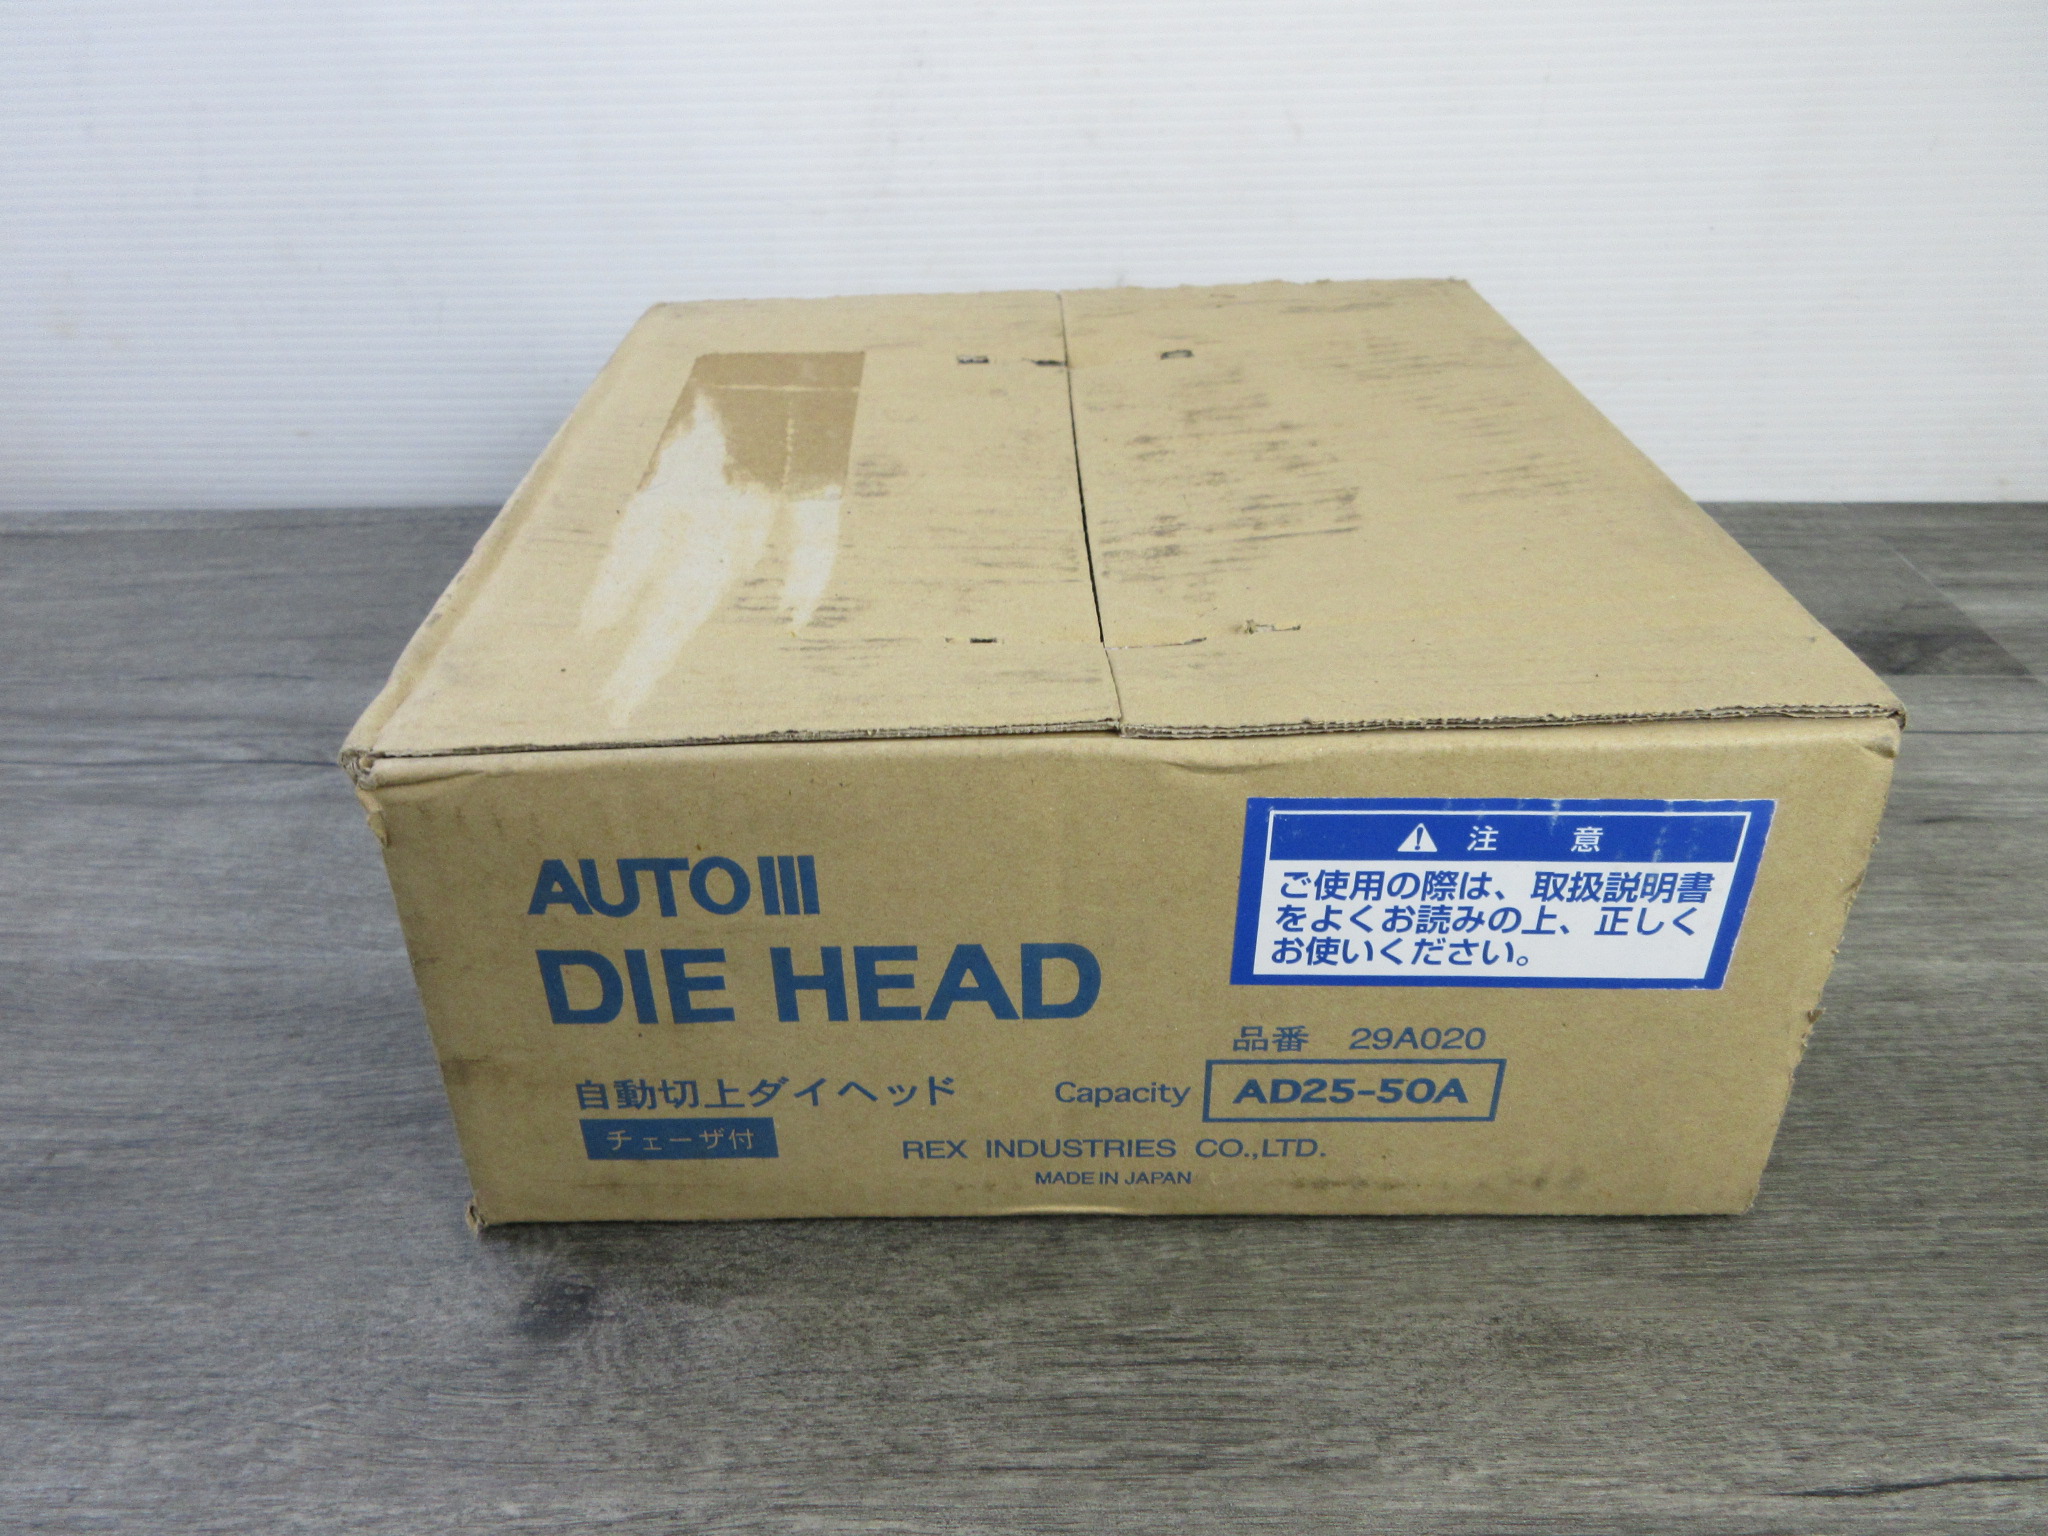 AUTO III
DIE HEAD
自動切上ダイヘッド
チェーザ付
⚠ 注 意
ご使用の際は、取扱説明書
をよくお読みの上、正しく
お使いください。
品番 29A020
Capacity AD25-50A
REX INDUSTRIES CO.,LTD.
MADE IN JAPAN